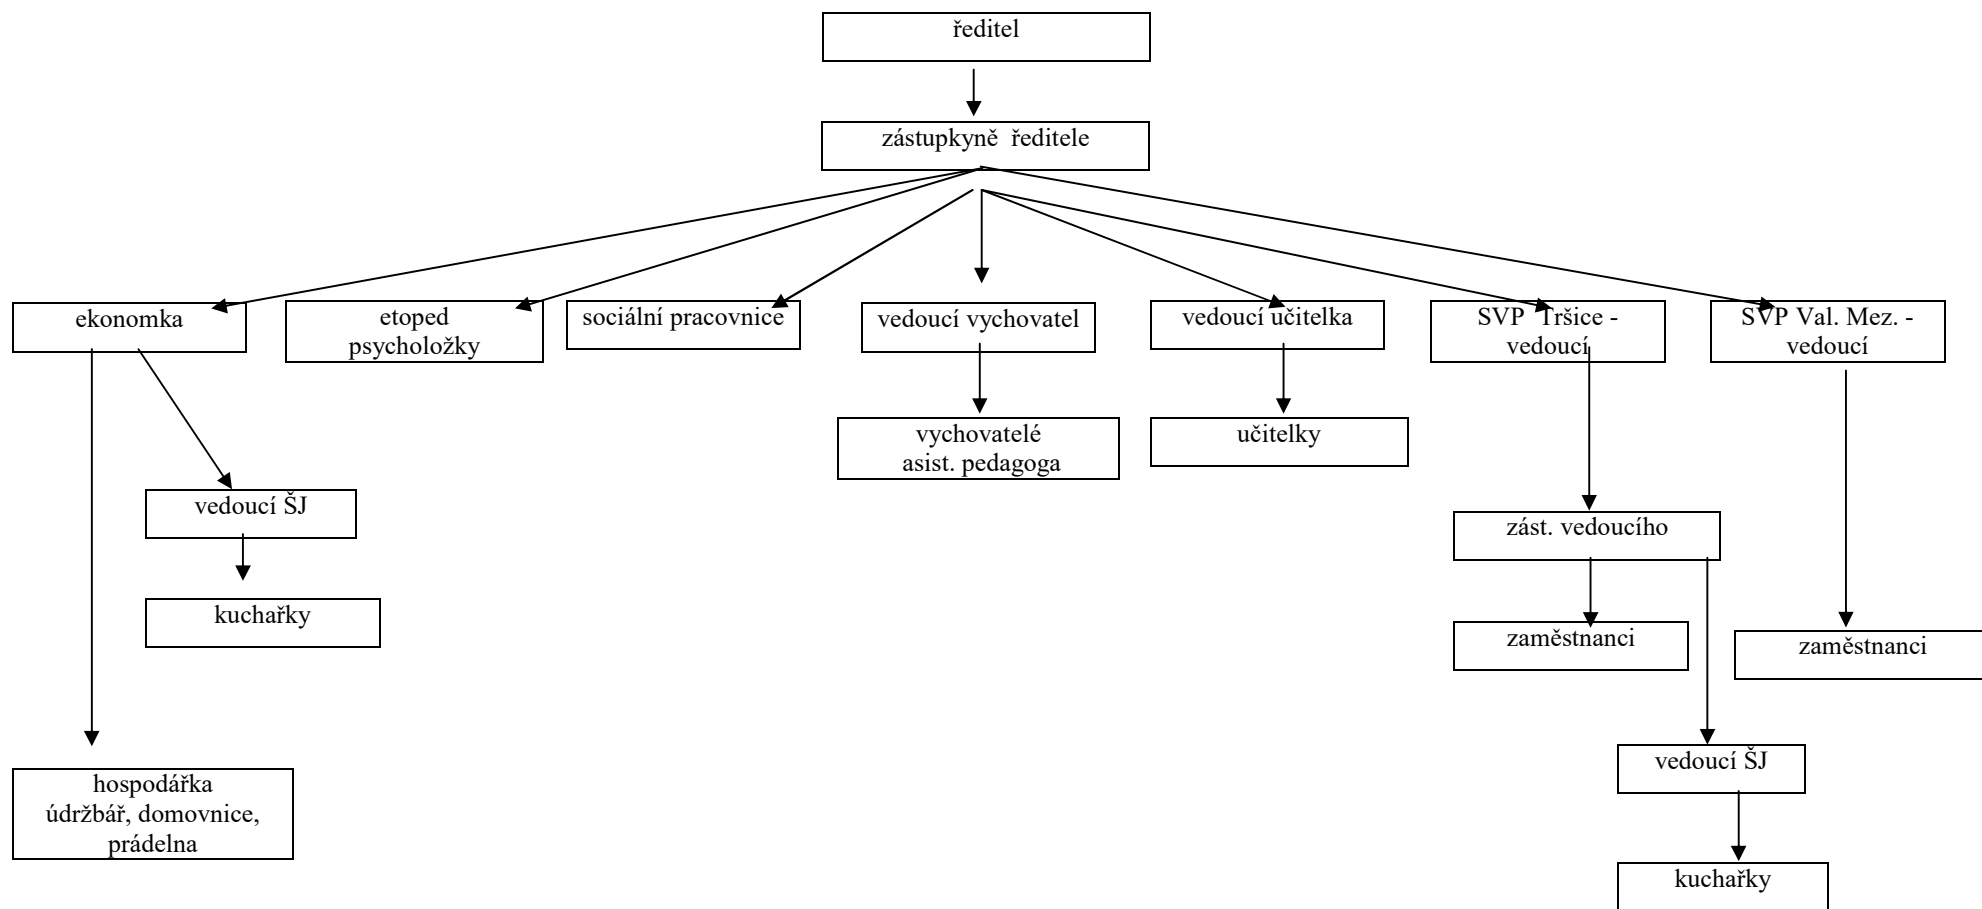 ředitel
zástupkyně ředitele
ekonomka
etoped
psycholožky
sociální pracovnice
vedoucí vychovatel
vedoucí učitelka
SVP Tršice -
vedoucí
SVP Val. Mez. -
vedoucí
vychovatelé
asist. pedagoga
učitelky
vedoucí ŠJ
zást. vedoucího
kuchařky
zaměstnanci
zaměstnanci
vedoucí ŠJ
hospodářka
údržbář, domovnice,
prádelna
kuchařky